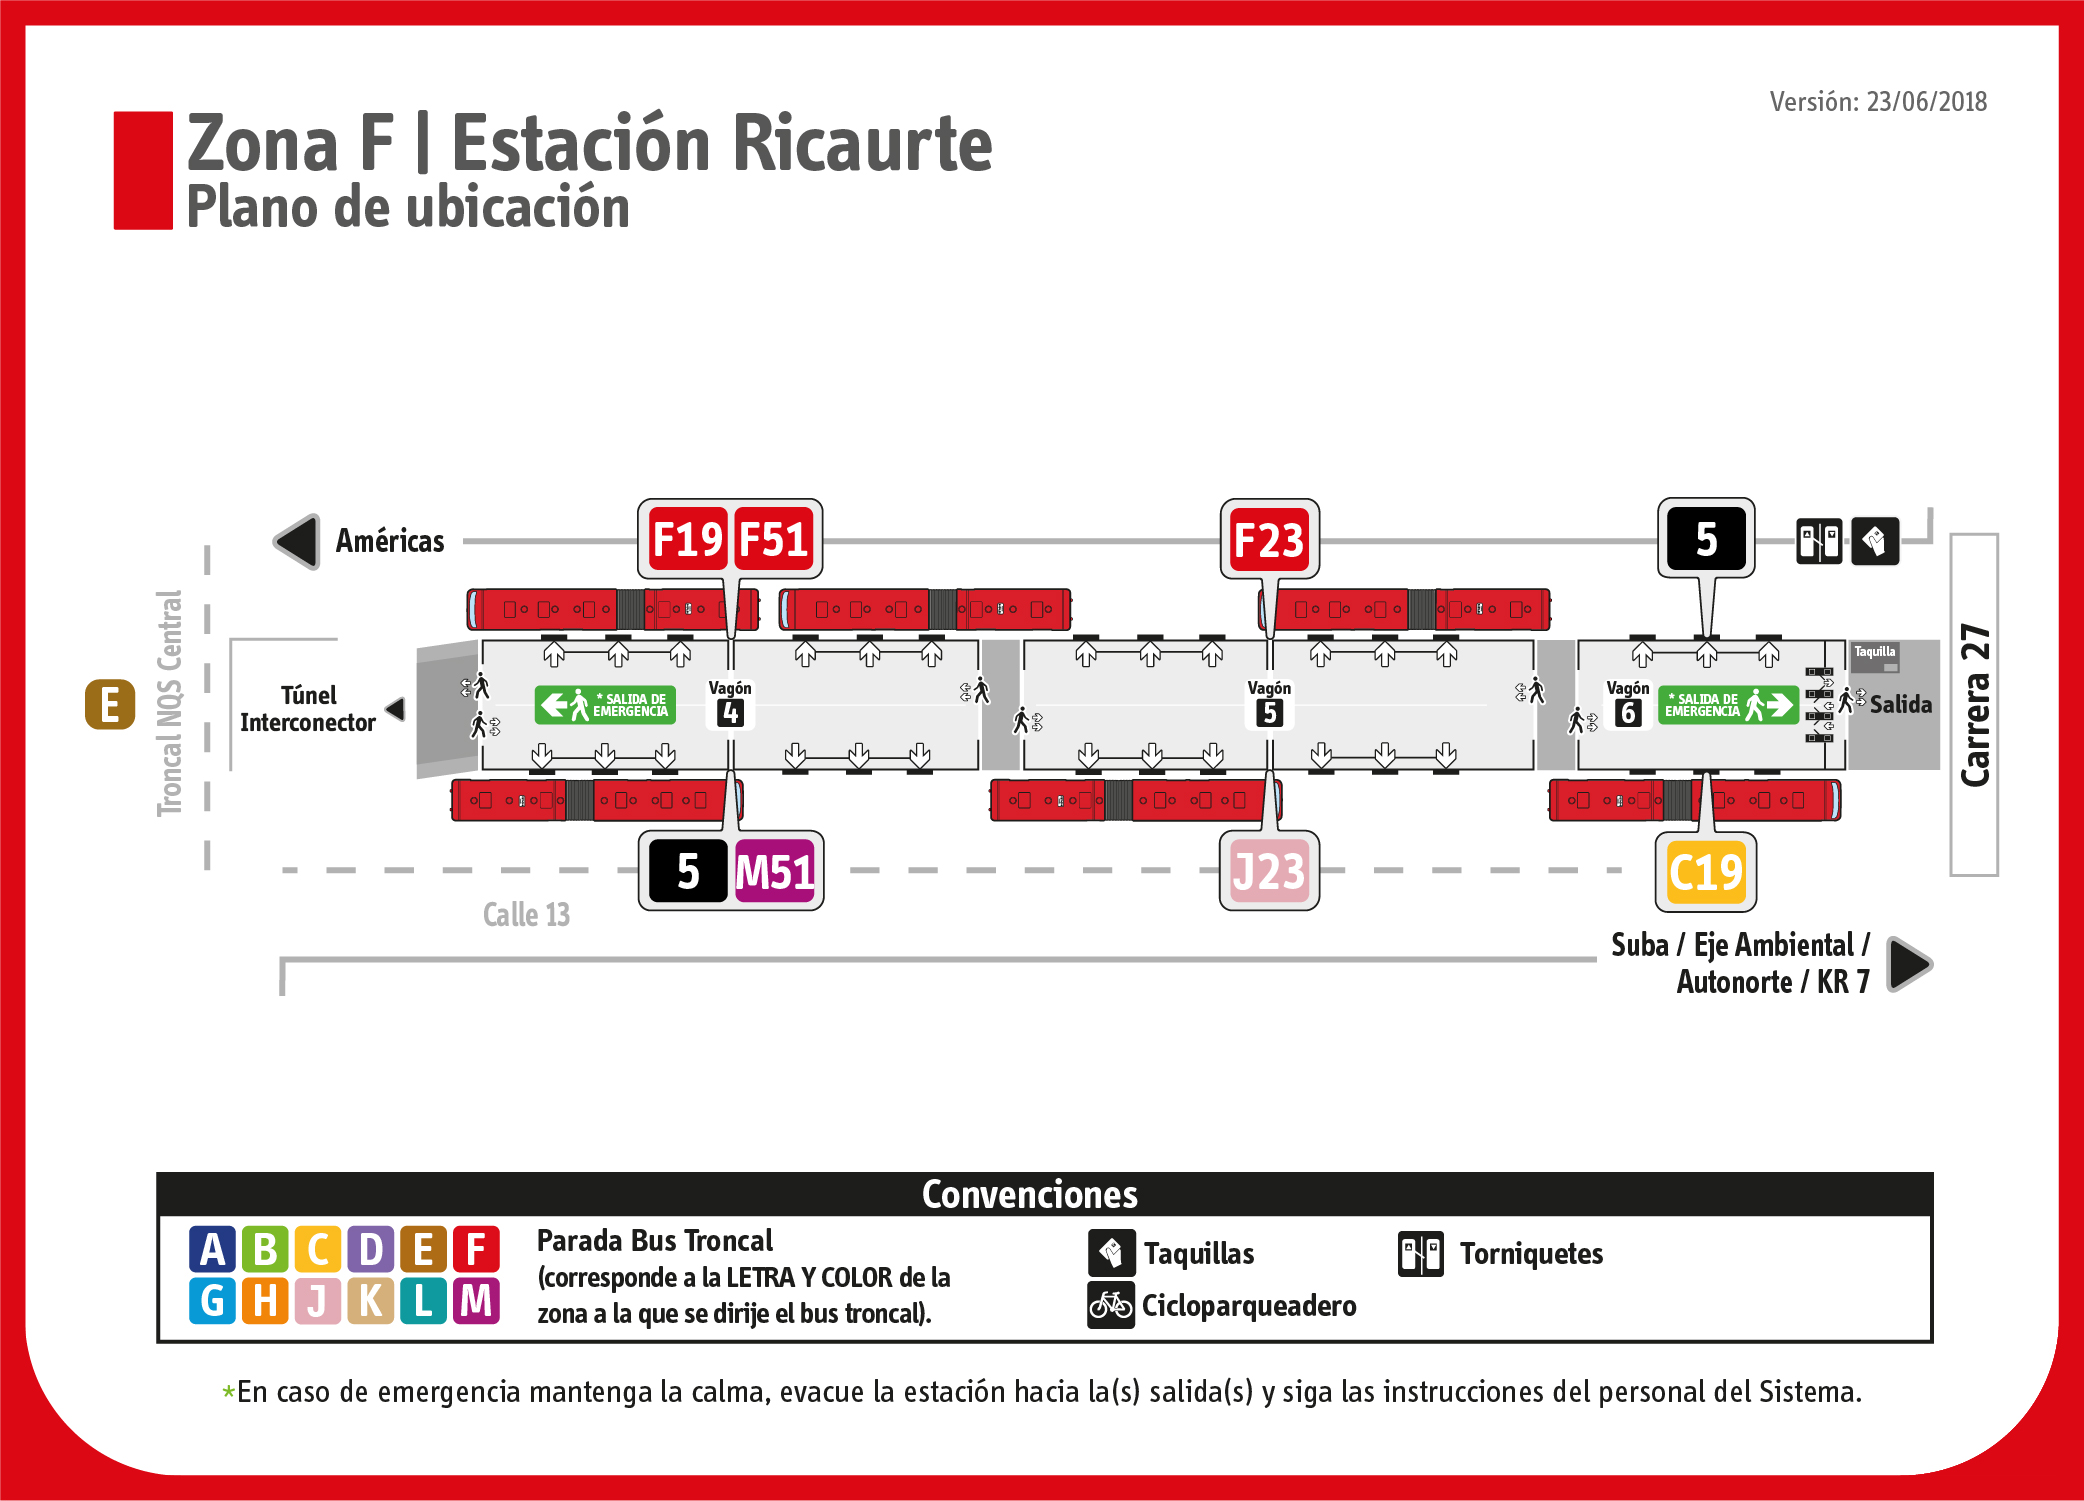 Versión: 23/06/2018
Zona F | Estación Ricaurte
Plano de ubicación
Américas
F19 F51
F23
5
Troncal NQS Central
E
Túnel
Interconector
* SALIDA DE
EMERGENCIA
Vagón
4
Vagón
5
Vagón
6
* SALIDA DE
EMERGENCIA
Taquilla
Salida
Carrera 27
5 M51
J23
C19
Calle 13
Suba / Eje Ambiental /
Autonorte / KR 7
Convenciones
A B C D E F
G H J K L M
Parada Bus Troncal
(corresponde a la LETRA Y COLOR de la
zona a la que se dirije el bus troncal).
Taquillas
Cicloparqueadero
Torniquetes
*En caso de emergencia mantenga la calma, evacue la estación hacia la(s) salida(s) y siga las instrucciones del personal del Sistema.